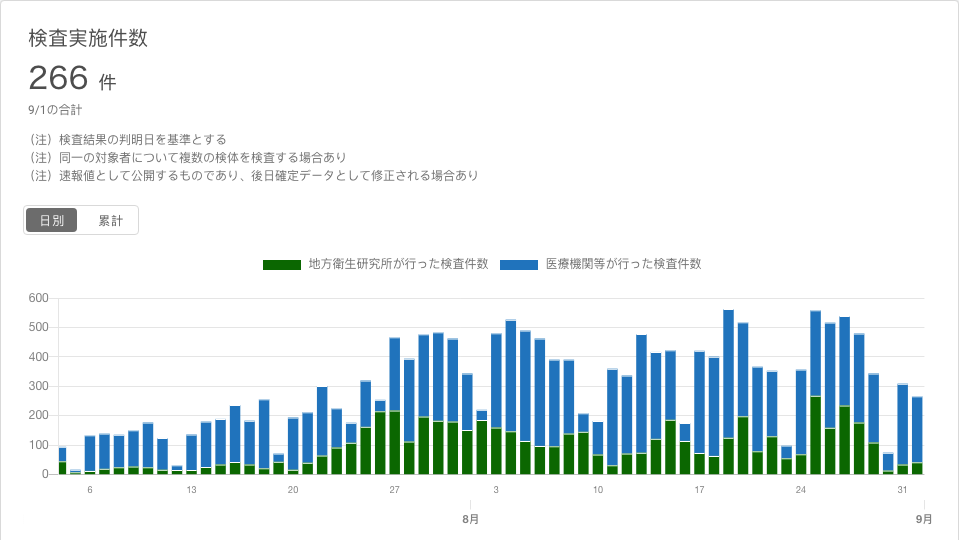 検査実施件数
266 件
9/1の合計
（注）検査結果の判明日を基準とする
（注）同一の対象者について複数の検体を検査する場合あり
（注）速報値として公開するものであり、後日確定データとして修正される場合あり
日別 累計
地方衛生研究所が行った検査件数 医療機関等が行った検査件数
600
500
400
300
200
100
0
6 13 20 27 3 10 17 24 31
8月 9月